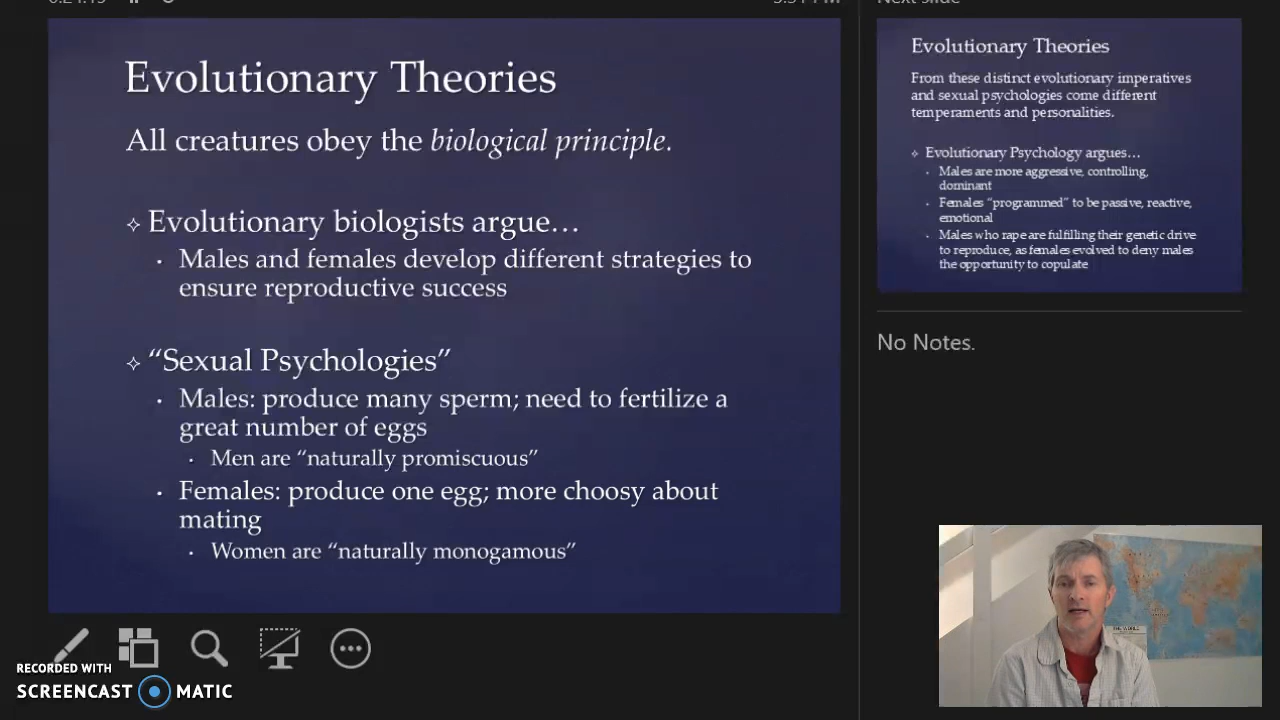 Evolutionary Theories
All creatures obey the biological principle.
✧ Evolutionary biologists argue…
• Males and females develop different strategies to
ensure reproductive success
✧ “Sexual Psychologies”
• Males: produce many sperm; need to fertilize a
great number of eggs
• Men are “naturally promiscuous”
• Females: produce one egg; more choosy about
mating
• Women are “naturally monogamous”
RECORDED WITH
SCREENCAST MATIC
Next slide
Evolutionary Theories
From these distinct evolutionary imperatives
and sexual psychologies come different
temperaments and personalities.
✧ Evolutionary Psychology argues…
• Males are more aggressive, controlling,
dominant
• Females “programmed” to be passive, reactive,
emotional
• Males who rape are fulfilling their genetic drive
to reproduce, as females evolved to deny males
the opportunity to copulate
No Notes.
THE WORLD